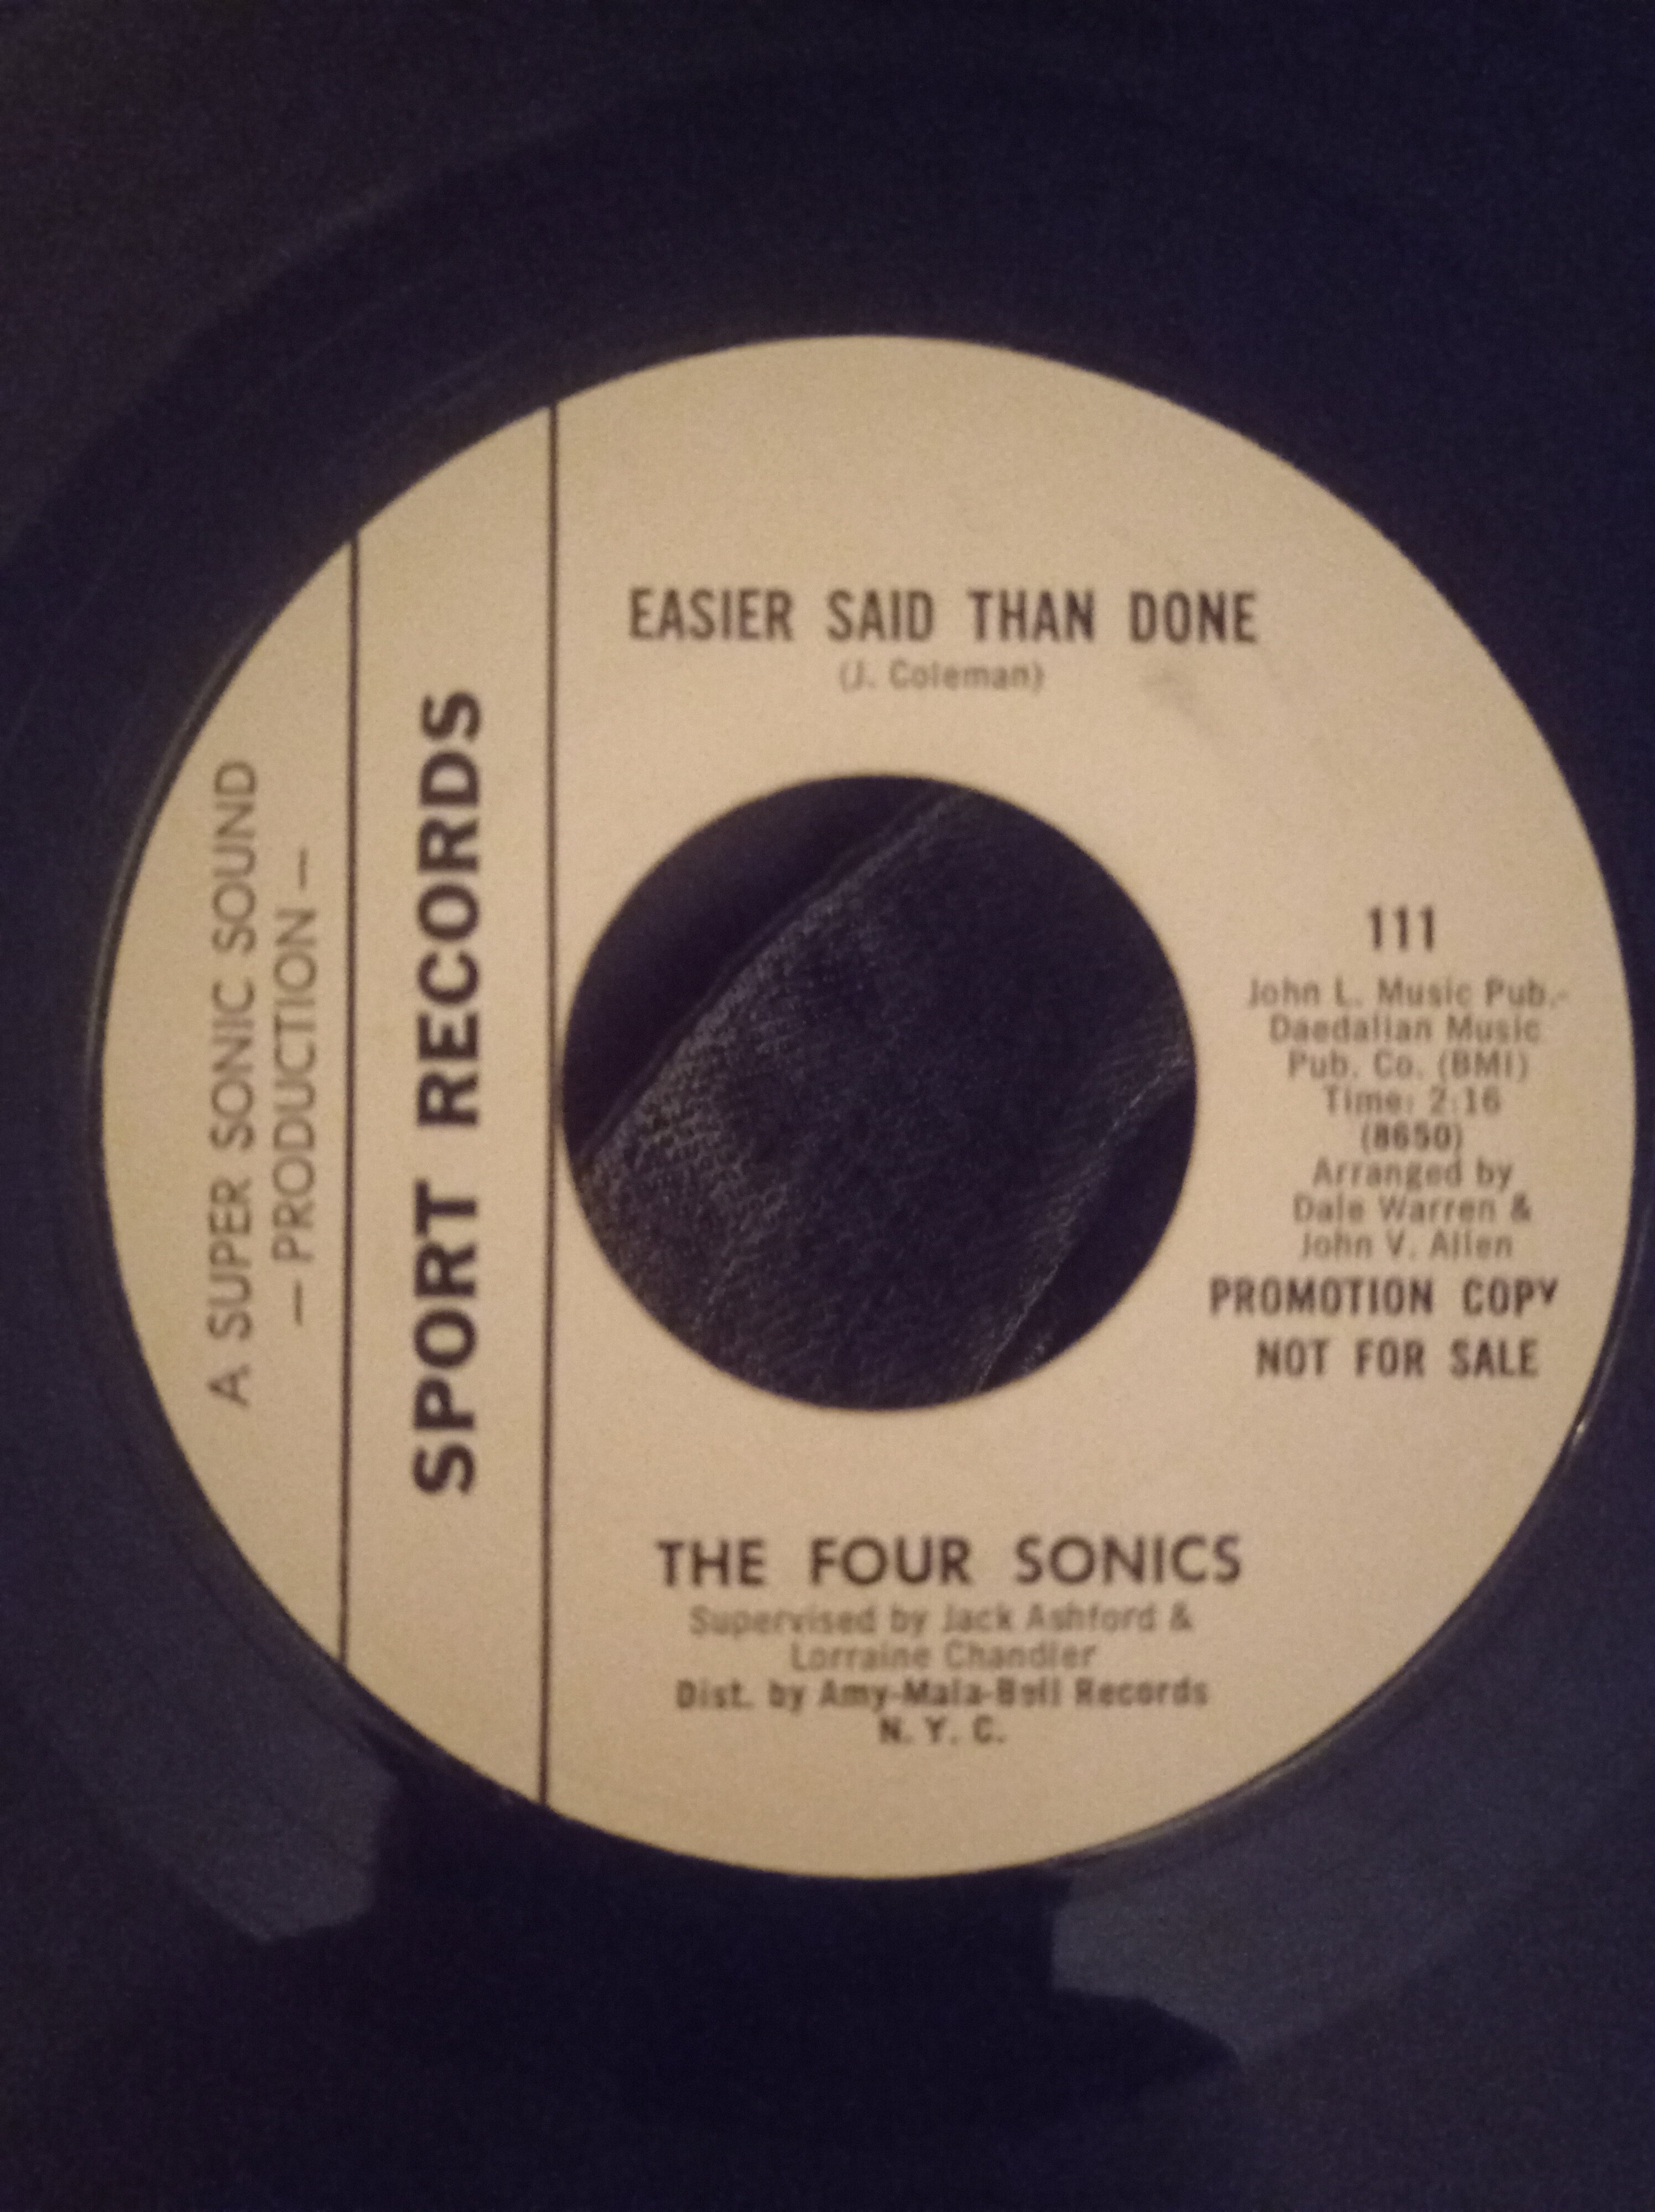 A SUPER SONIC SOUND
— PRODUCTION —
SPORT RECORDS
EASIER SAID THAN DONE
(J. Coleman)
111
John L. Music Pub.-
Daedalian Music
Pub. Co. (BMI)
Time: 2:16
(8650)
Arranged by
Dale Warren &
John V. Allen
PROMOTION COPY
NOT FOR SALE
THE FOUR SONICS
Supervised by Jack Ashford &
Lorraine Chandler
Dist. by Amy-Mala-Bell Records
N. Y. C.